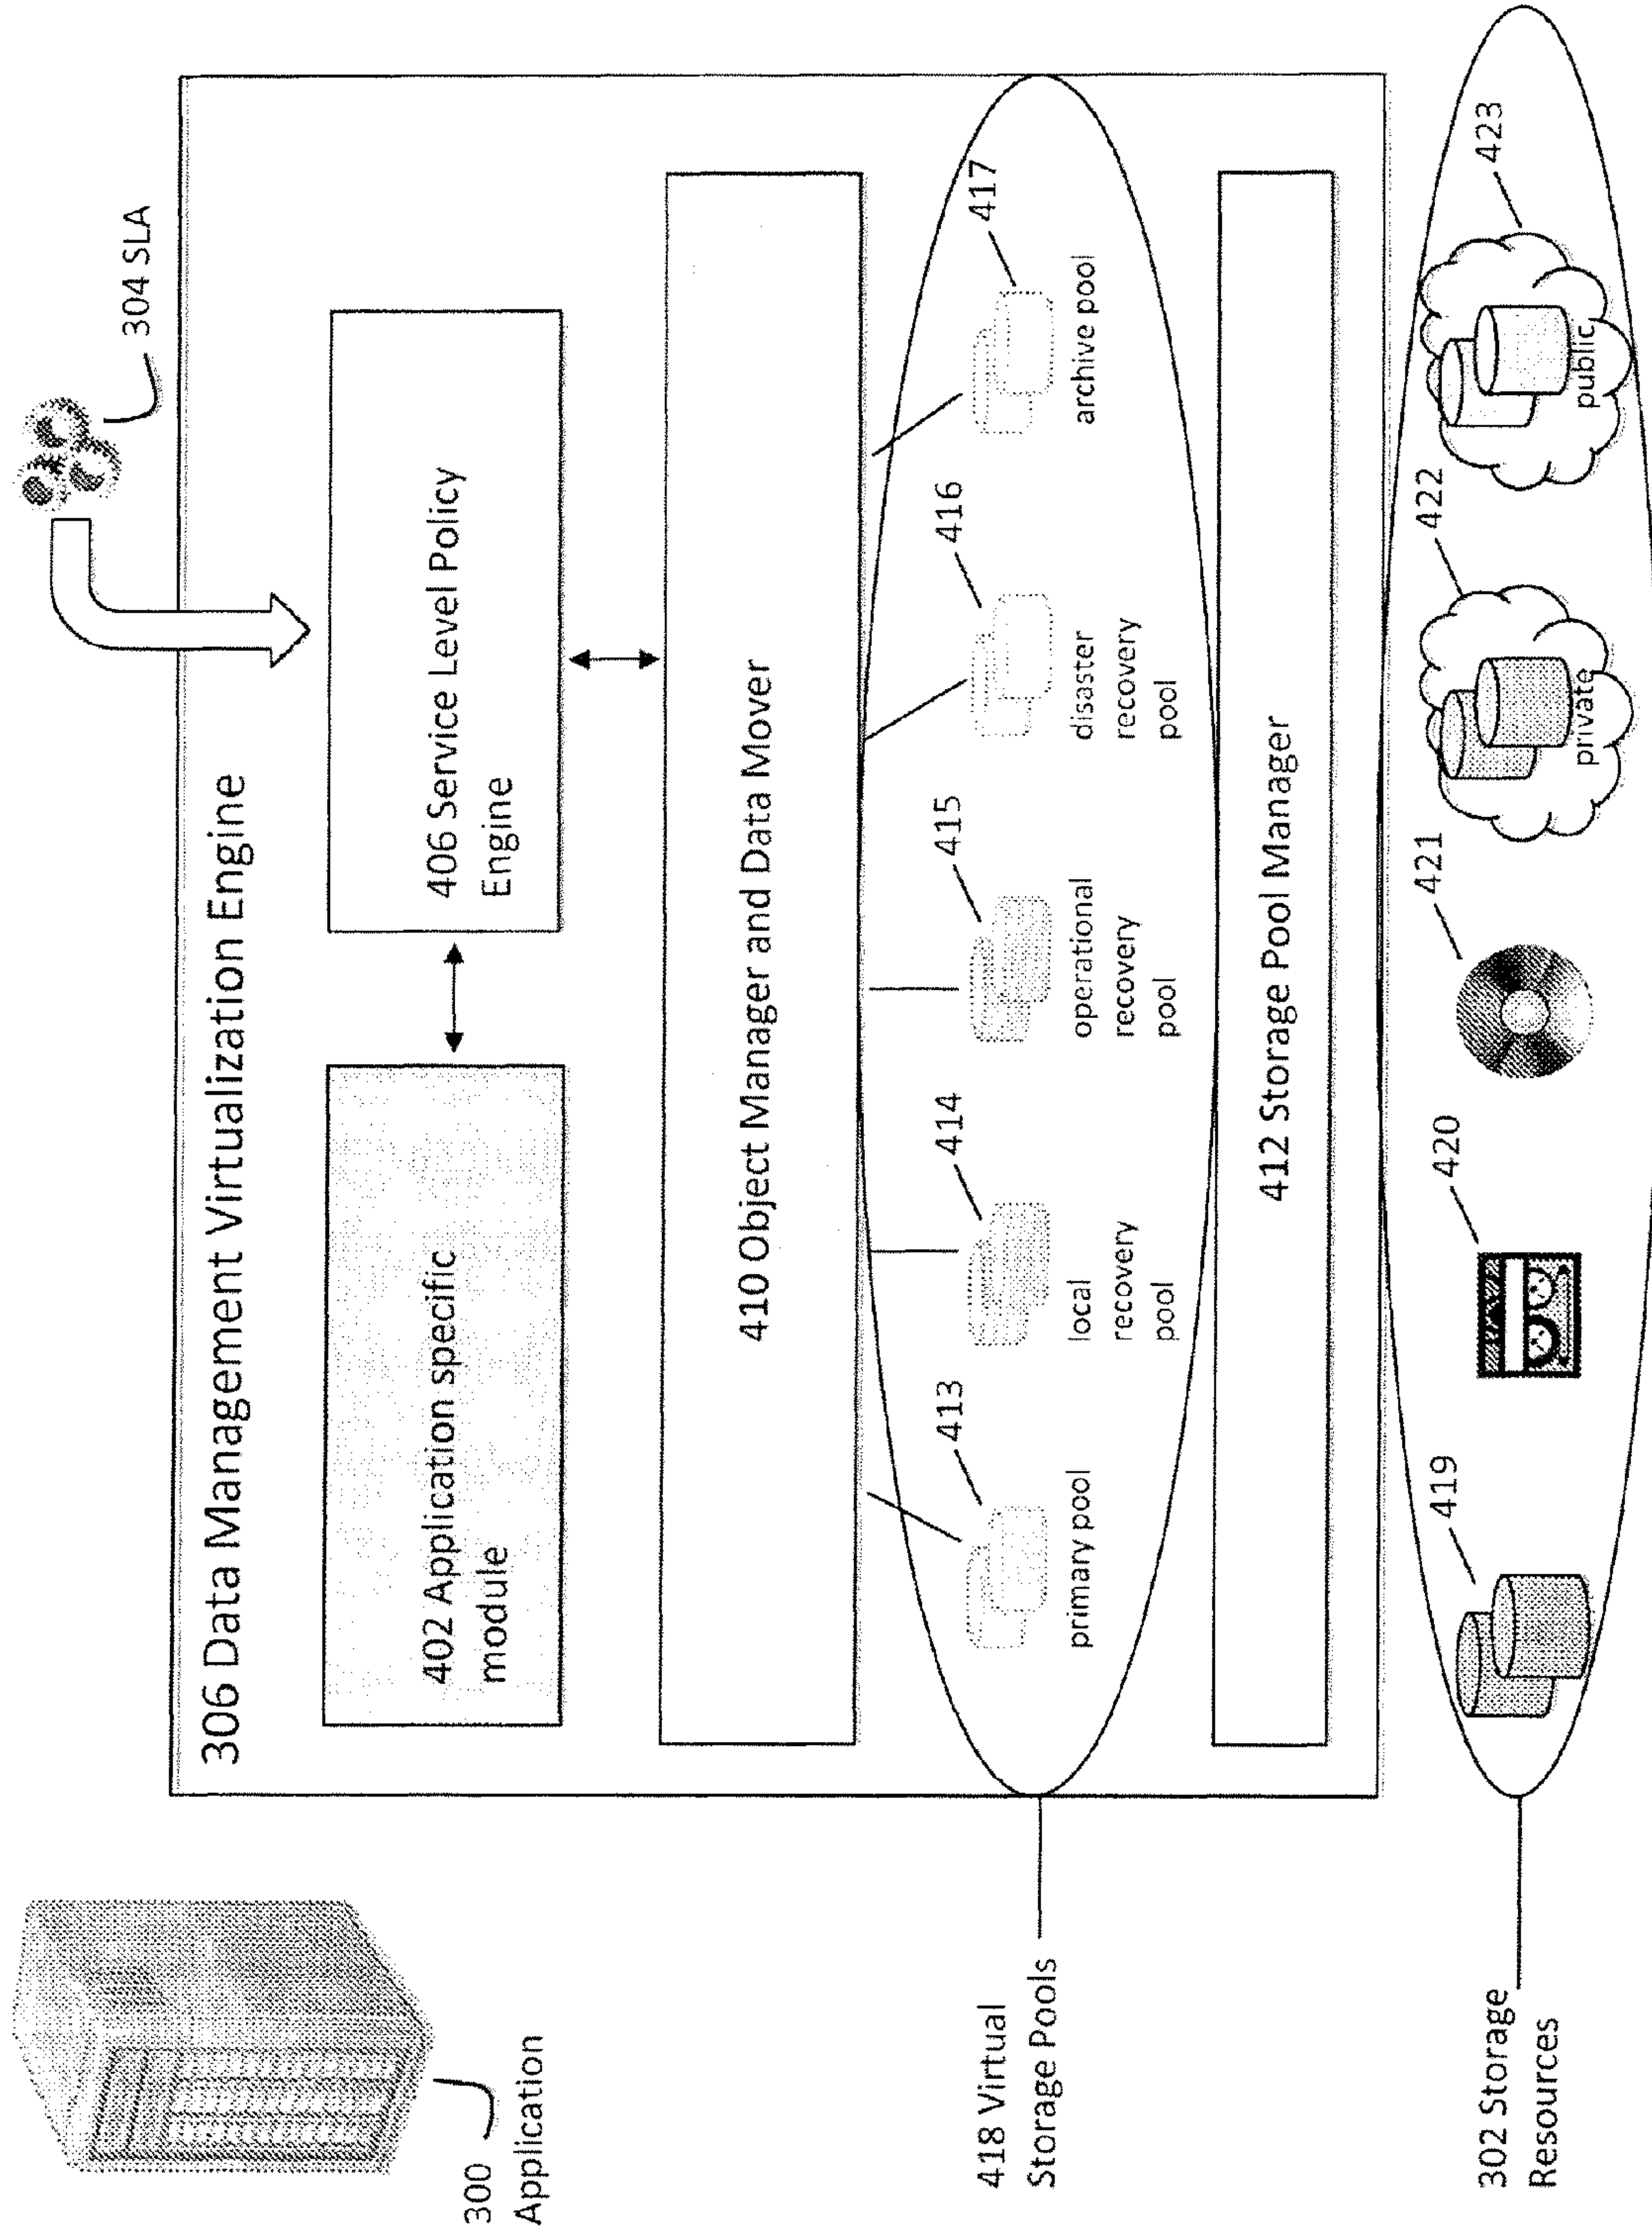 304 SLA
300
Application
306 Data Management Virtualization Engine
402 Application specific
module
406 Service Level Policy
Engine
410 Object Manager and Data Mover
418 Virtual
Storage Pools
413
414
415
416
417
primary pool
local
recovery
pool
operational
recovery
pool
disaster
recovery
pool
archive pool
412 Storage Pool Manager
302 Storage
Resources
419
420
421
422
423
private
public